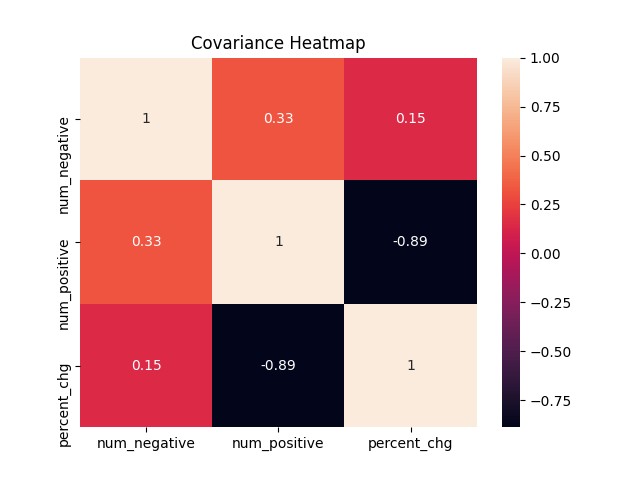 Covariance Heatmap
num_negative
num_positive
percent_chg
1
0.33
0.15
0.33
1
-0.89
0.15
-0.89
1
num_negative
num_positive
percent_chg
1.00
0.75
0.50
0.25
0.00
−0.25
−0.50
−0.75